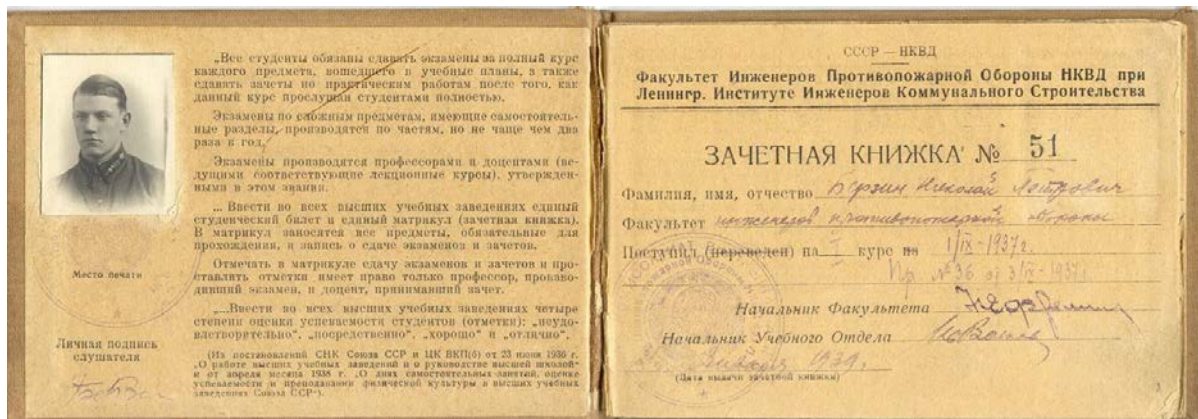 „Все студенты обязаны сдавать экзамены за полный курс
каждого предмета, вошедшего в учебные планы, а также
сдавать зачеты по практическим работам после того, как
данный курс прослушан студентами полностью.
Экзамены по сложным предметам, имеющие самостоятель-
ные разделы, производятся по частям, но не чаще чем два
раза в год.
Экзамены производятся профессорами и доцентами (ве-
дущими соответствующие лекционные курсы), утвержден-
ными в этом звании.
... Ввести во всех высших учебных заведениях единый
студенческий билет и единый матрикул (зачетная книжка).
В матрикул заносятся все предметы, обязательные для
прохождения, и запись о сдаче экзаменов и зачетов.
Отмечать в матрикуле сдачу экзаменов и зачетов и про-
ставлять отметки имеет право только профессор, произво-
дивший экзамен, и доцент, принимавший зачет.
„...Ввести во всех высших учебных заведениях четыре
степени оценки успеваемости студентов (отметки): „неудо-
влетворительно“, „посредственно“, „хорошо“ и „отлично“.
(Из постановлений СНК Союза ССР и ЦК ВКП(б) от 23 июня 1936 г.
„О работе высших учебных заведений и о руководстве высшей школой“
и от апреля месяца 1938 г. „О днях самостоятельных занятий, оценке
успеваемости и преподавании физической культуры в высших учебных
заведениях Союза ССР“).
Место печати
Личная подпись
слушателя
СССР — НКВД
Факультет Инженеров Противопожарной Обороны НКВД при
Ленингр. Институте Инженеров Коммунального Строительства
ЗАЧЕТНАЯ КНИЖКА № 51
Фамилия, имя, отчество Николай Петрович
Факультет инженеров противопожарной обороны
Поступил (переведен) на I курс на 1/IX-1937г.
Пр №36 от 3/IX-1937
Начальник Факультета
Начальник Учебного Отдела
1939.
(Дата выдачи зачетной книжки)